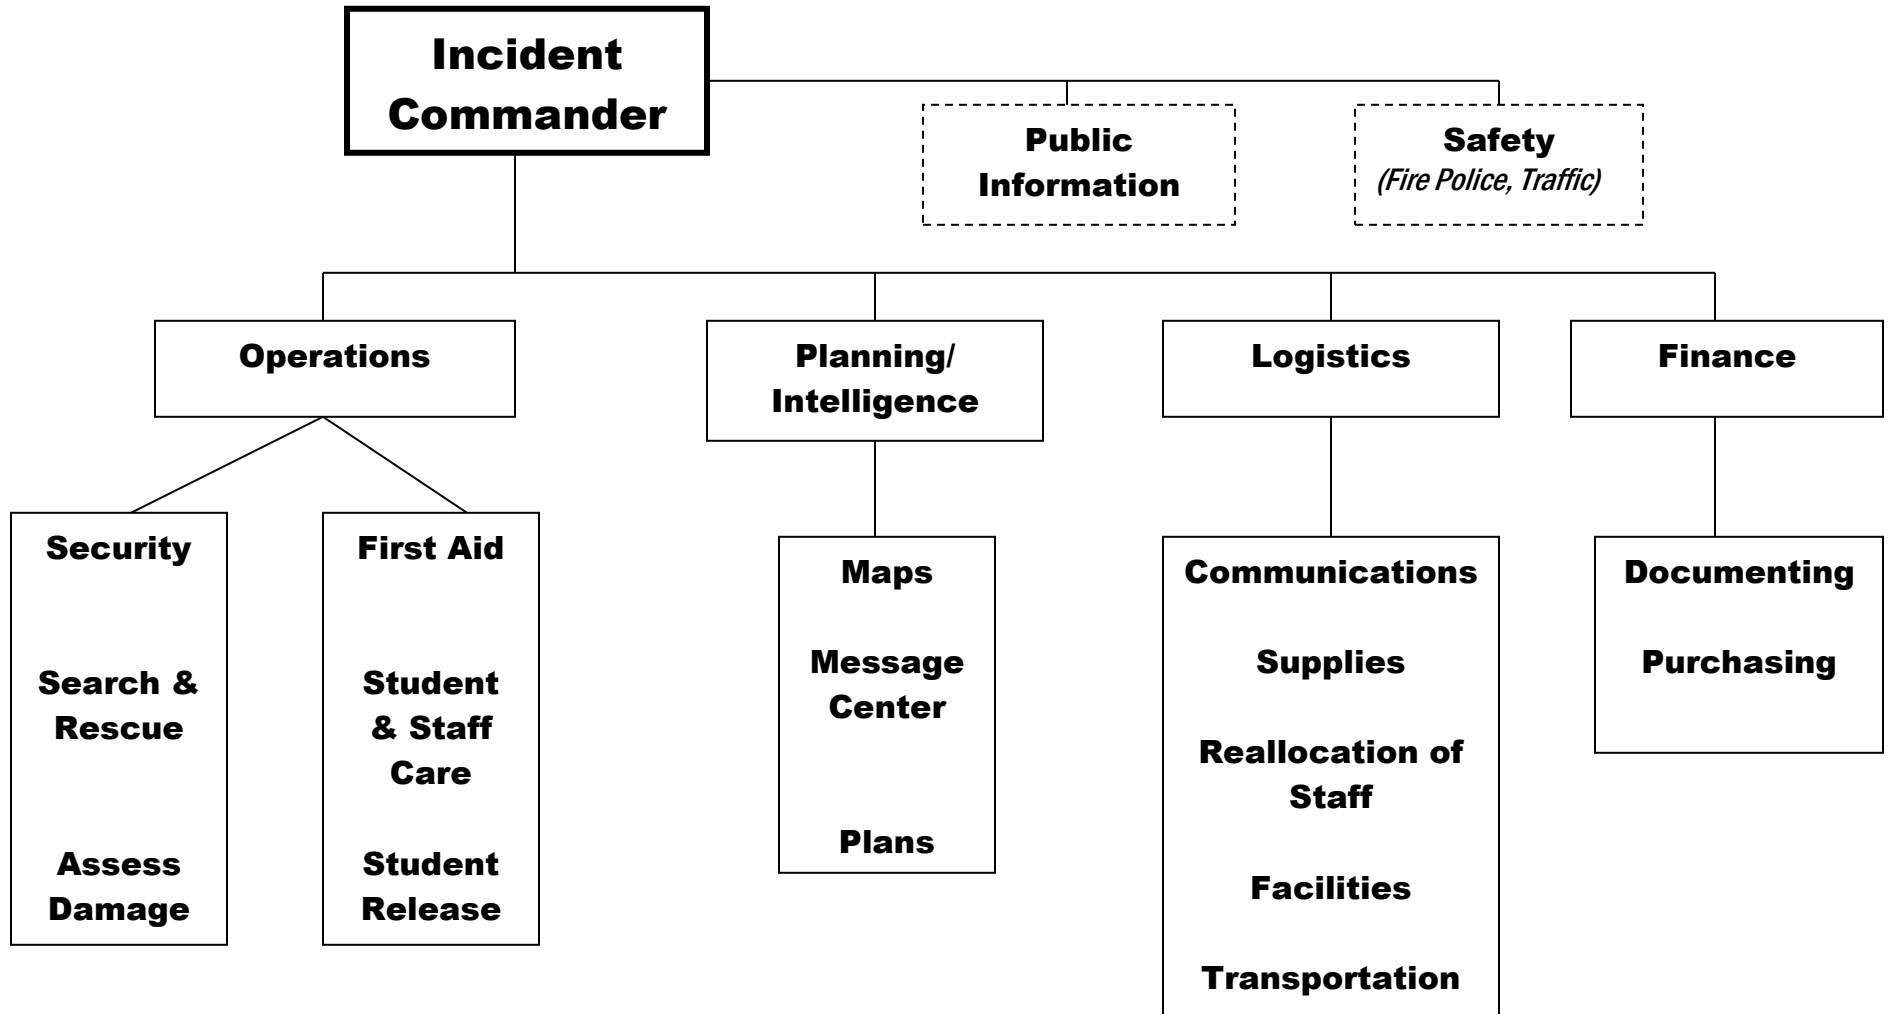 Incident
Commander
Public
Information
Safety
(Fire Police, Traffic)
Operations
Planning/
Intelligence
Logistics
Finance
Security
Search &
Rescue
Assess
Damage
First Aid
Student
& Staff
Care
Student
Release
Maps
Message
Center
Plans
Communications
Supplies
Reallocation of
Staff
Facilities
Transportation
Documenting
Purchasing